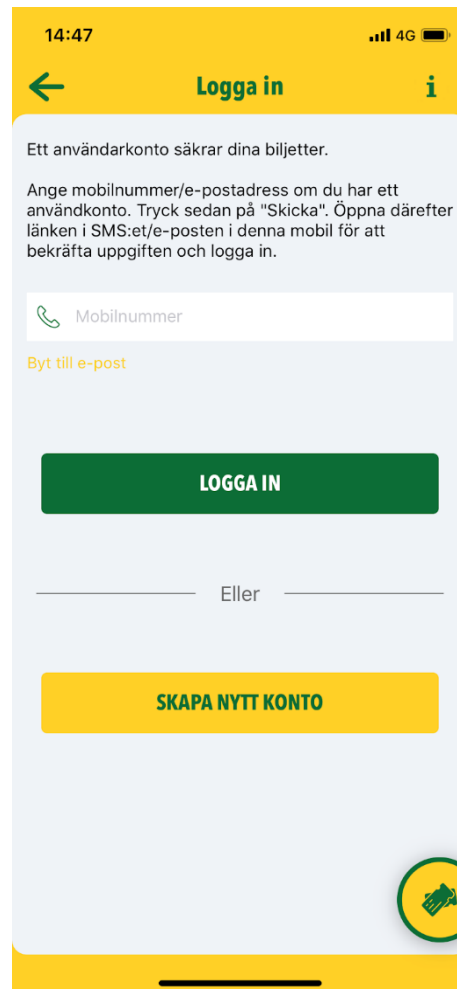 14:47
4G
Logga in
i
Ett användarkonto säkrar dina biljetter.
Ange mobilnummer/e-postadress om du har ett
användkonto. Tryck sedan på "Skicka". Öppna därefter
länken i SMS:et/e-posten i denna mobil för att
bekräfta uppgiften och logga in.
Mobilnummer
Byt till e-post
LOGGA IN
Eller
SKAPA NYTT KONTO